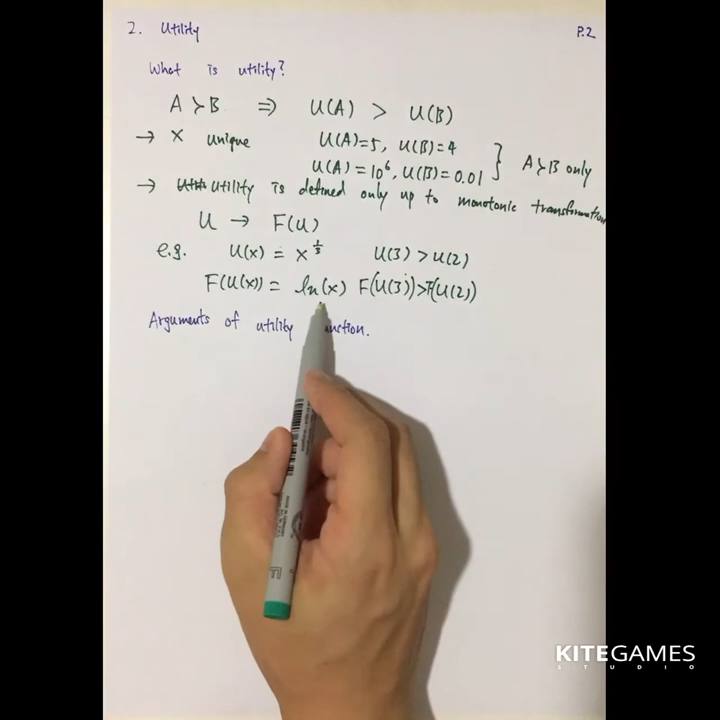 2. Utility P.2
What is utility?
A ≻ B ⇒ U(A) > U(B)
→ X unique U(A)=5, U(B)=4
U(A)=10⁶, U(B)=0.01 } A≻B only
→ utility is defined only up to monotonic transformation
U → F(U)
e.g. U(x) = x^⅓ U(3) > U(2)
F(U(x)) = ln(x) F(U(3))>F(U(2))
Arguments of utility
KITEGAMES
STUDIO